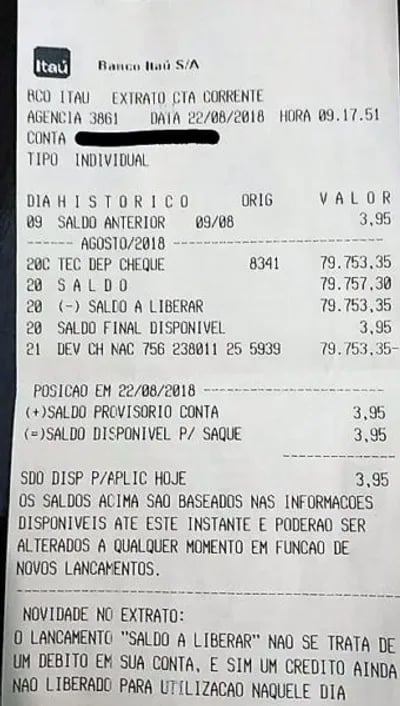 Itaú
Banco Itaú S/A
BCO ITAU EXTRATO CTA CORRENTE
AGENCIA 3861 DATA 22/08/2018 HORA 09.17.51
CONTA
TIPO INDIVIDUAL
DIA H I S T O R I C O ORIG V A L O R
09 SALDO ANTERIOR 09/08 3,95
------ AGOSTO/2018 --------------------
20C TEC DEP CHEQUE 8341 79.753,35
20 S A L D O 79.757,30
20 (-) SALDO A LIBERAR 79.753,35
20 SALDO FINAL DISPONIVEL 3,95
21 DEV CH NAC 756 238011 25 5939 79.753,35-
POSICAO EM 22/08/2018 -----------------
(+)SALDO PROVISORIO CONTA 3,95
(=)SALDO DISPONIVEL P/ SAQUE 3,95
------------
SDO DISP P/APLIC HOJE 3,95
OS SALDOS ACIMA SAO BASEADOS NAS INFORMACOES
DISPONIVEIS ATE ESTE INSTANTE E PODERAO SER
ALTERADOS A QUALQUER MOMENTO EM FUNCAO DE
NOVOS LANCAMENTOS.
NOVIDADE NO EXTRATO:
O LANCAMENTO "SALDO A LIBERAR" NAO SE TRATA DE
UM DEBITO EM SUA CONTA, E SIM UM CREDITO AINDA
NAO LIBERADO PARA UTILIZACAO NAQUELE DIA